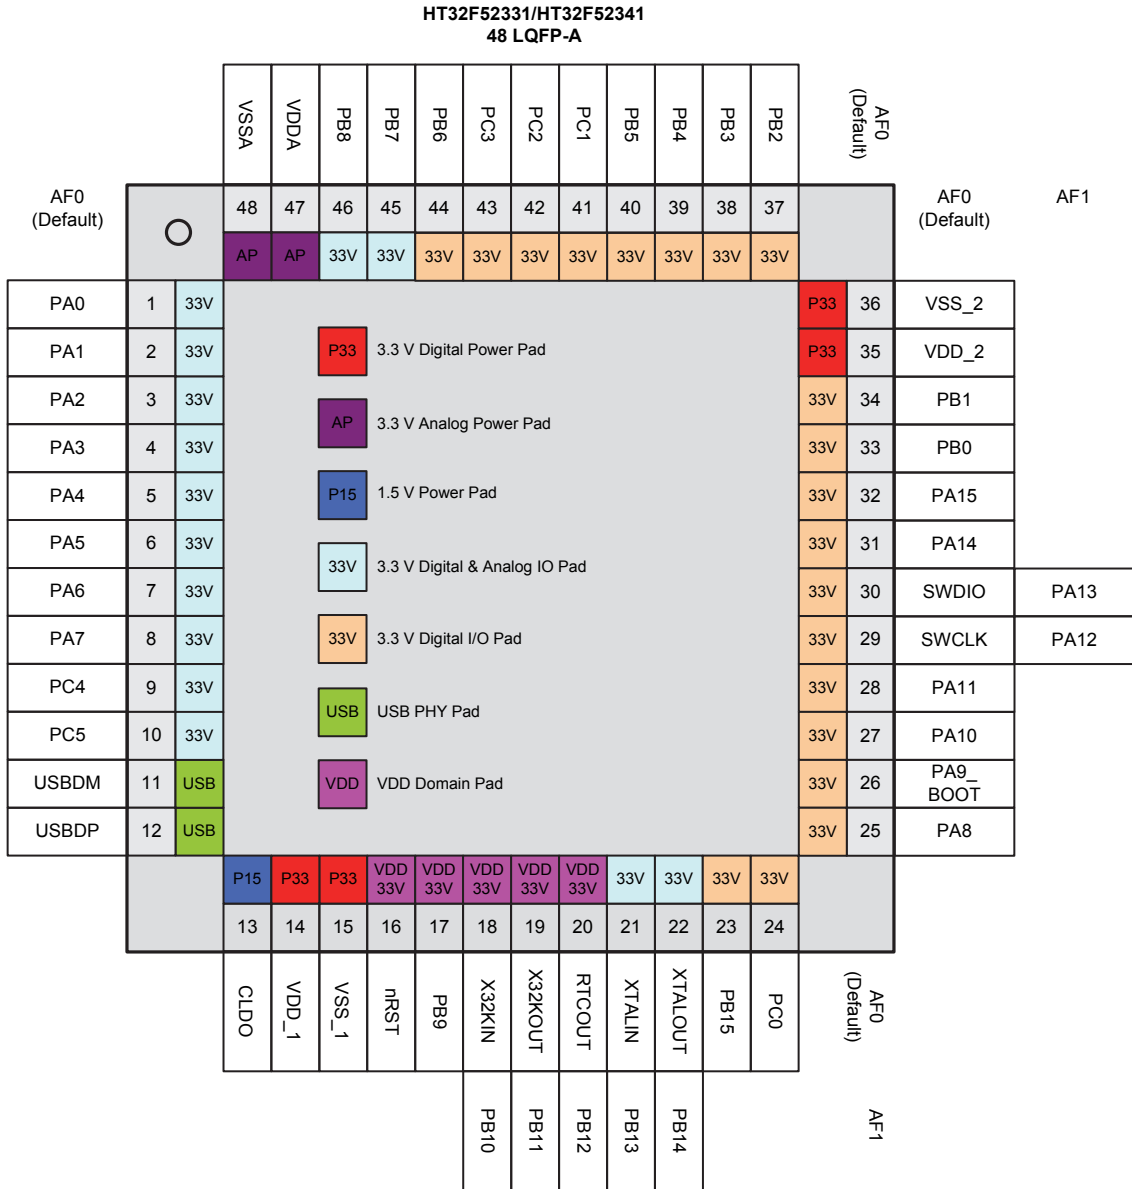 HT32F52331/HT32F52341
48 LQFP-A
VSSA VDDA PB8 PB7 PB6 PC3 PC2 PC1 PB5 PB4 PB3 PB2
AF0
(Default)
AF0
(Default)
48 47 46 45 44 43 42 41 40 39 38 37
AF0
(Default)
AF1
AP AP 33V 33V 33V 33V 33V 33V 33V 33V 33V 33V
PA0 1 33V
P33 36 VSS_2
PA1 2 33V
P33 3.3 V Digital Power Pad
P33 35 VDD_2
PA2 3 33V
33V 34 PB1
AP 3.3 V Analog Power Pad
PA3 4 33V
33V 33 PB0
PA4 5 33V
P15 1.5 V Power Pad
33V 32 PA15
PA5 6 33V
33V 31 PA14
33V 3.3 V Digital & Analog IO Pad
PA6 7 33V
33V 30 SWDIO PA13
PA7 8 33V
33V 3.3 V Digital I/O Pad
33V 29 SWCLK PA12
PC4 9 33V
33V 28 PA11
USB USB PHY Pad
PC5 10 33V
33V 27 PA10
USBDM 11 USB
VDD VDD Domain Pad
33V 26 PA9_
BOOT
USBDP 12 USB
33V 25 PA8
P15 P33 P33 VDD VDD VDD VDD VDD 33V 33V 33V 33V
33V 33V 33V 33V 33V
13 14 15 16 17 18 19 20 21 22 23 24
CLDO VDD_1 VSS_1 nRST PB9 X32KIN X32KOUT RTCOUT XTALIN XTALOUT PB15 PC0
AF0
(Default)
PB10 PB11 PB12 PB13 PB14
AF1